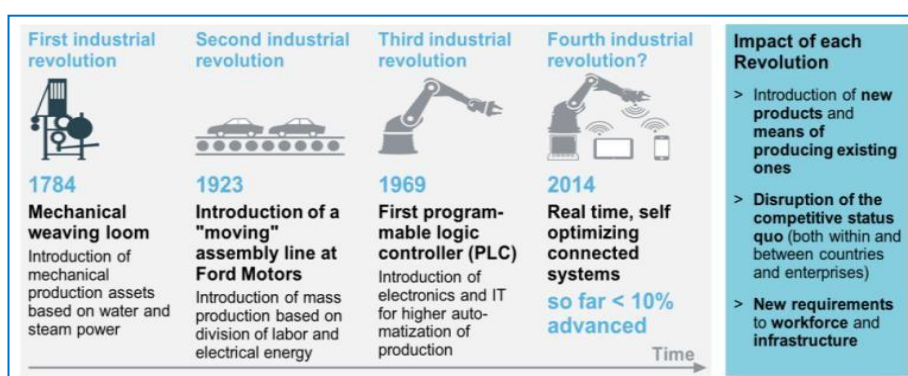 First industrial
revolution
1784
Mechanical
weaving loom
Introduction of
mechanical
production assets
based on water and
steam power
Second industrial
revolution
1923
Introduction of a
"moving"
assembly line at
Ford Motors
Introduction of mass
production based on
division of labor and
electrical energy
Third industrial
revolution
1969
First program-
mable logic
controller (PLC)
Introduction of
electronics and IT
for higher auto-
matization of
production
Fourth industrial
revolution?
2014
Real time, self
optimizing
connected
systems
so far < 10%
advanced
Time
Impact of each
Revolution
> Introduction of new
products and
means of
producing existing
ones
> Disruption of the
competitive status
quo (both within and
between countries
and enterprises)
> New requirements
to workforce and
infrastructure